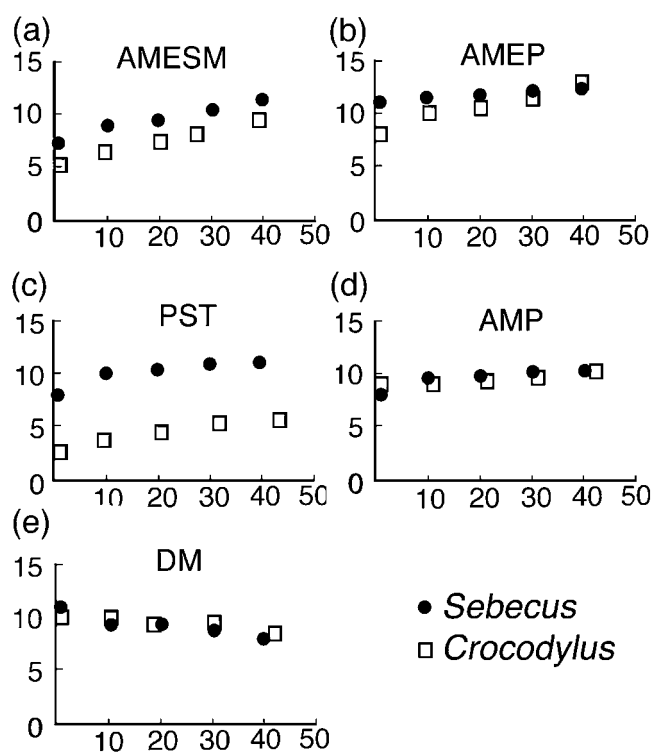 (a) (b)
AMESM AMEP
15 15
10 10
5 5
0 0
10 20 30 40 50 10 20 30 40 50
(c) (d)
PST AMP
15 15
10 10
5 5
0 0
10 20 30 40 50 10 20 30 40 50
(e)
DM
15
10
5
0
10 20 30 40 50
Sebecus
Crocodylus